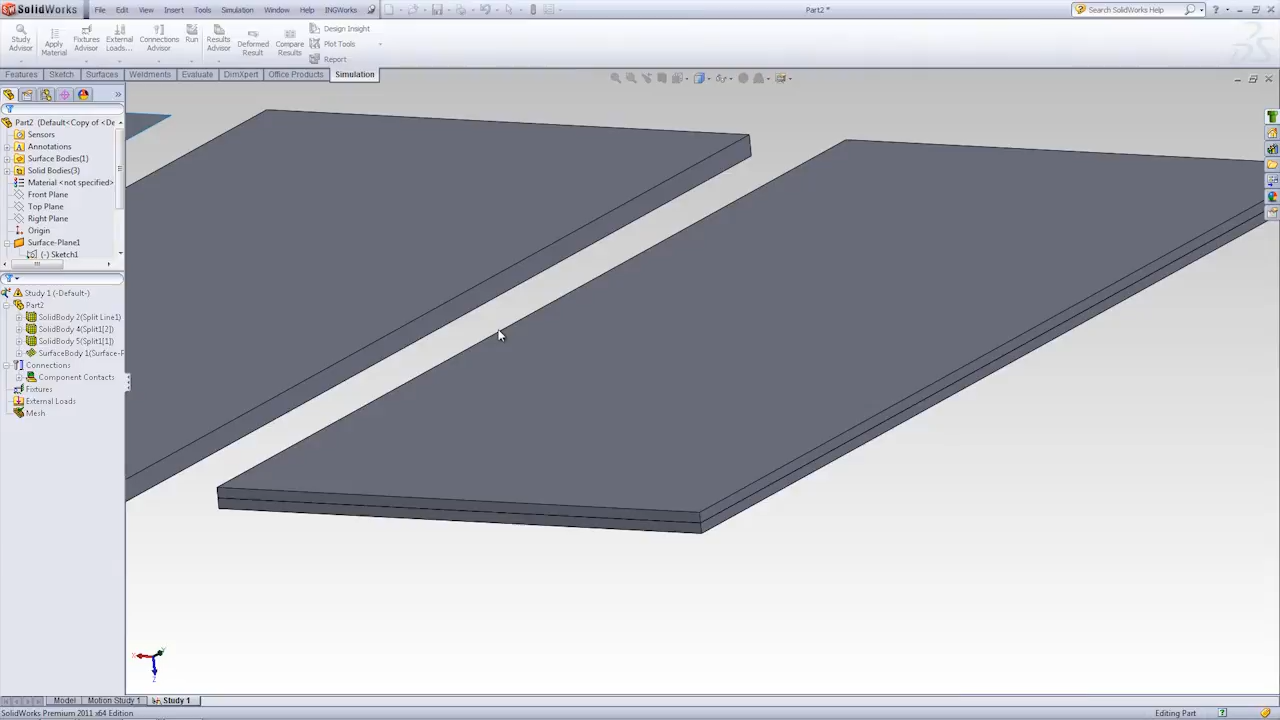 SolidWorks File Edit View Insert Tools Simulation Window Help INGWorks Part2 * Search SolidWorks Help
Study Advisor Apply Material Fixtures Advisor External Loads... Connections Advisor Run Results Advisor Deformed Result Compare Results Design Insight
Plot Tools
Report
Features Sketch Surfaces Weldments Evaluate DimXpert Office Products Simulation
Part2 (Default<Copy of <De
Sensors
Annotations
Surface Bodies(1)
Solid Bodies(3)
Material <not specified>
Front Plane
Top Plane
Right Plane
Origin
Surface-Plane1
(-) Sketch1
Study 1 (-Default-)
Part2
SolidBody 2(Split Line1)
SolidBody 4(Split1[2])
SolidBody 5(Split1[1])
SurfaceBody 1(Surface-P
Connections
Component Contacts
Fixtures
External Loads
Mesh
X Y Z
Model Motion Study 1 Study 1
SolidWorks Premium 2011 x64 Edition Editing Part